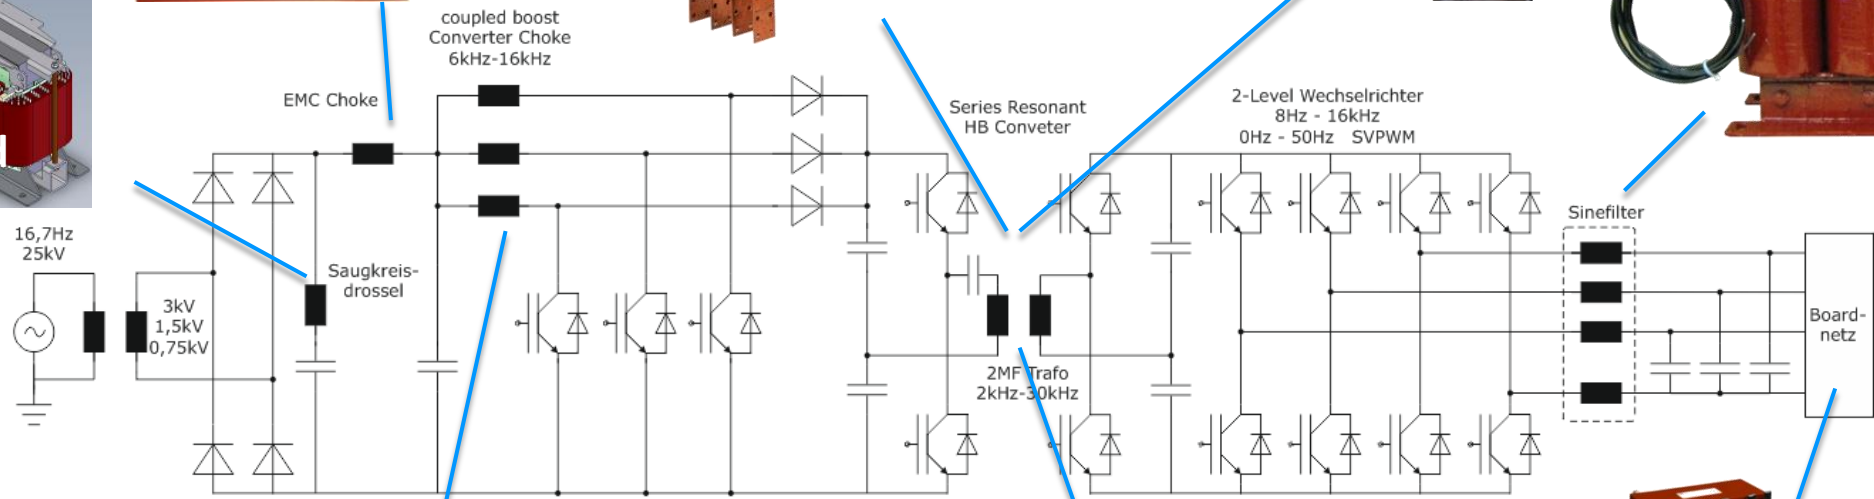 coupled boost
Converter Choke
6kHz-16kHz
EMC Choke
Series Resonant
HB Conveter
2-Level Wechselrichter
8Hz - 16kHz
0Hz - 50Hz SVPWM
Sinefilter
16,7Hz
25kV
3kV
1,5kV
0,75kV
Saugkreis-
drossel
2MF Trafo
2kHz-30kHz
Board-
netz